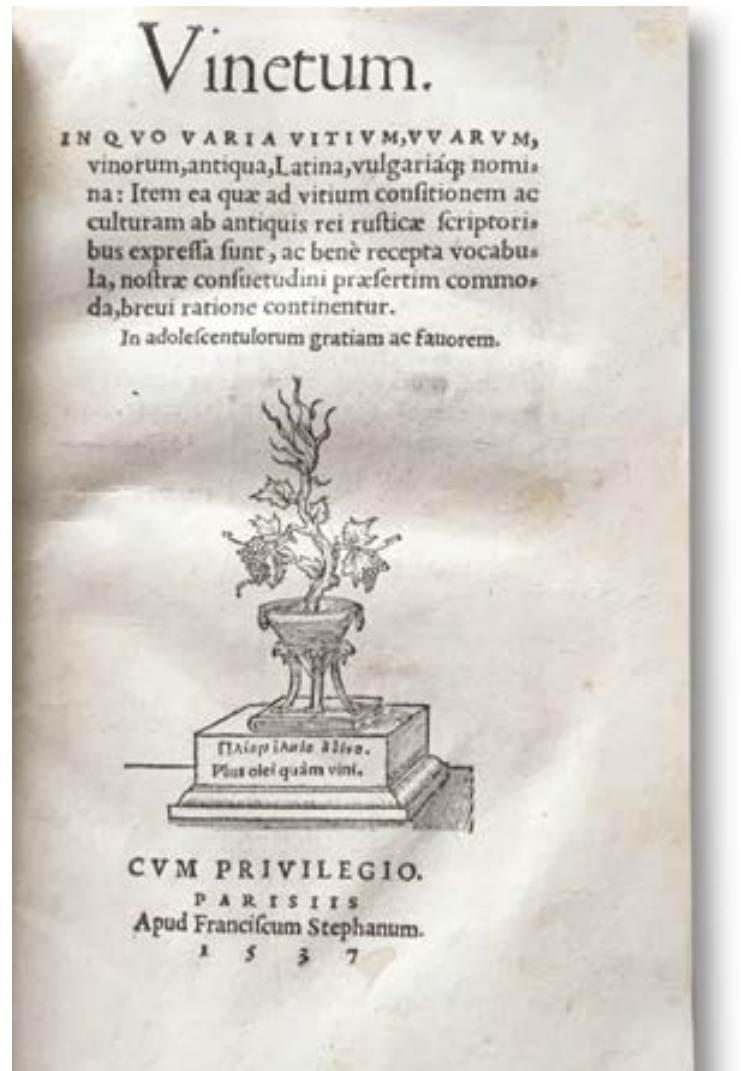 Vinetum.
IN QVO VARIA VITIVM, VVARVM,
vinorum, antiqua, Latina, vulgariáq; nomi-
na: Item ea quæ ad vitium conſitionem ac
culturam ab antiquis rei ruſticæ ſcriptori-
bus expreſſa ſunt, ac benè recepta vocabu-
la, noſtræ conſuetudini præſertim commo-
da, breui ratione continentur.
In adoleſcentulorum gratiam ac fauorem.
Plus olei quàm vini.
CVM PRIVILEGIO.
PARISIIS
Apud Franciſcum Stephanum.
1537